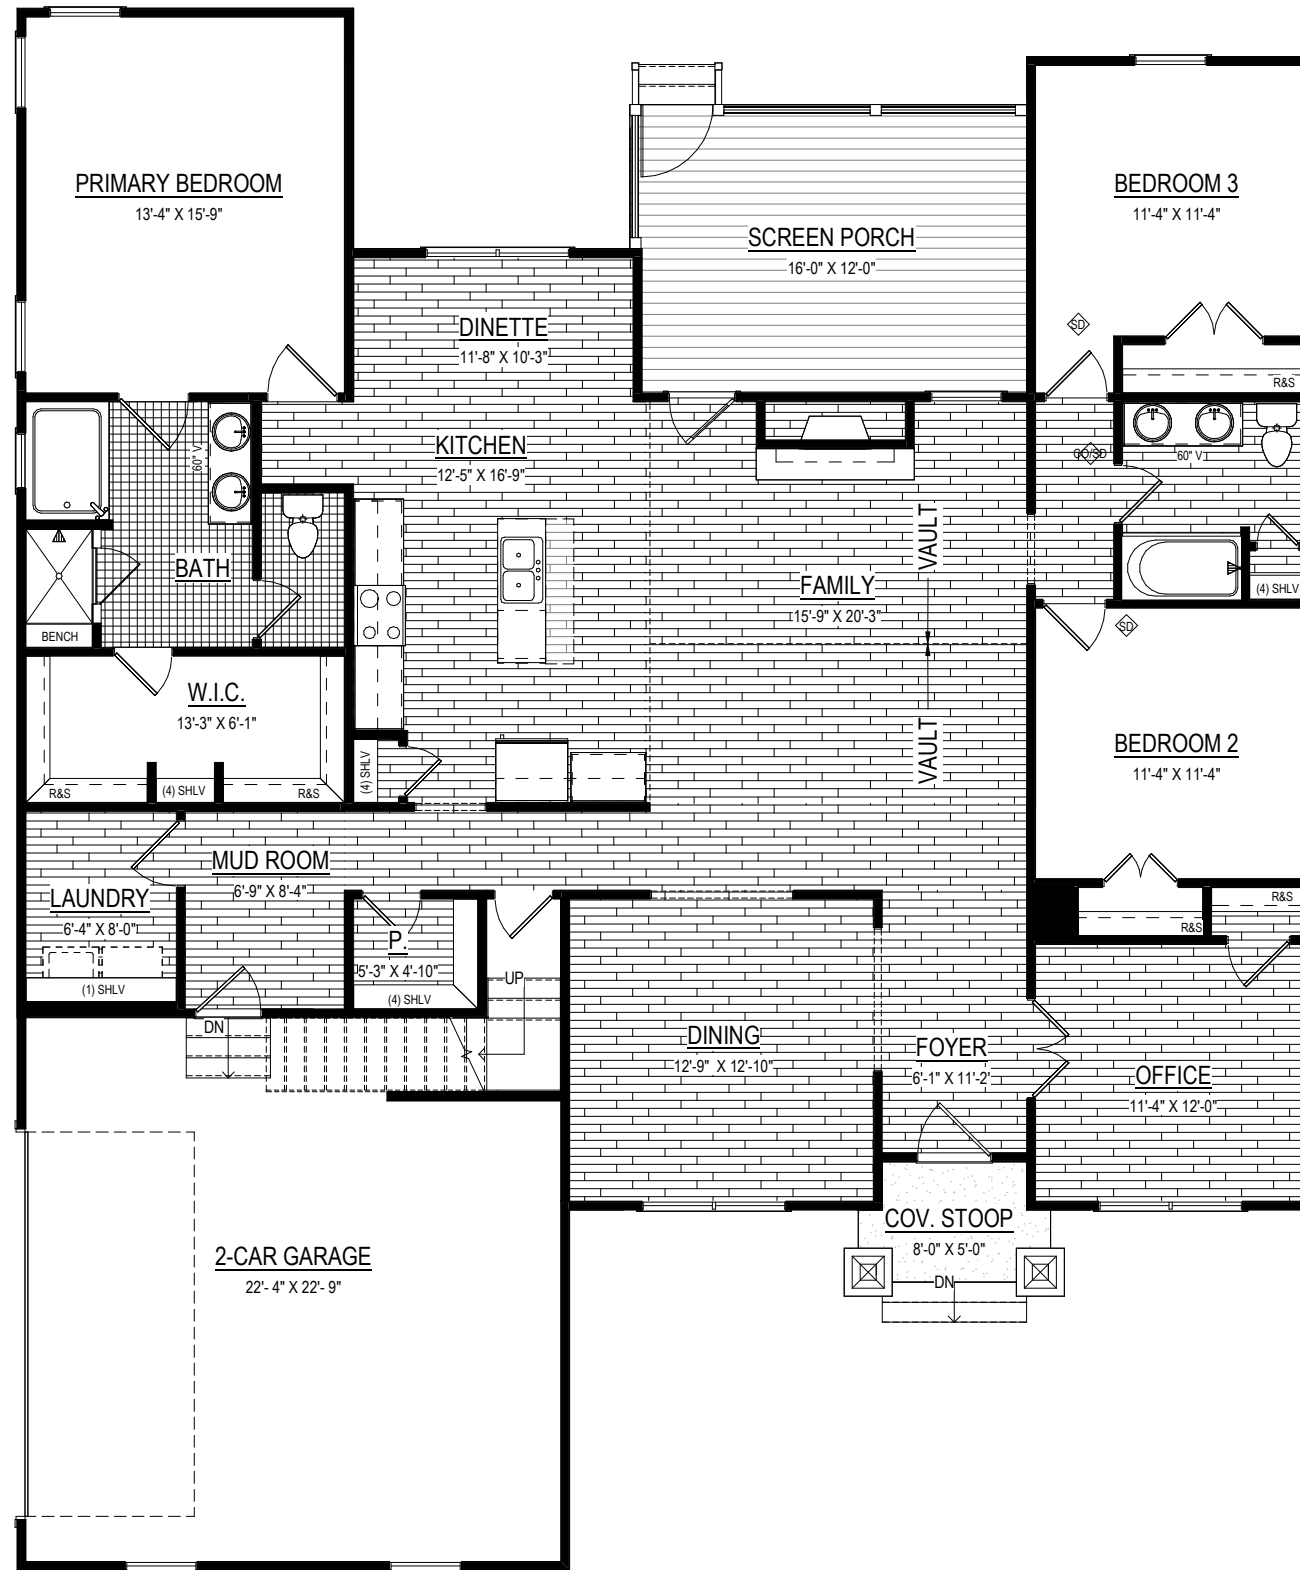 PRIMARY BEDROOM
13'-4" X 15'-9"
BEDROOM 3
11'-4" X 11'-4"
SCREEN PORCH
16'-0" X 12'-0"
DINETTE
11'-8" X 10'-3"
SD
R&S
KITCHEN
12'-5" X 16'-9"
60" V.
CO/SD
60" V.
VAULT
BATH
FAMILY
15'-9" X 20'-3"
(4) SHLV
BENCH
SD
W.I.C.
13'-3" X 6'-1"
VAULT
BEDROOM 2
11'-4" X 11'-4"
R&S
(4) SHLV
R&S
(4) SHLV
MUD ROOM
6'-9" X 8'-4"
LAUNDRY
6'-4" X 8'-0"
R&S
R&S
P.
5'-3" X 4'-10"
UP
(1) SHLV
(4) SHLV
DN
DINING
12'-9" X 12'-10"
FOYER
6'-1" X 11'-2'
OFFICE
11'-4" X 12'-0"
COV. STOOP
8'-0" X 5'-0"
DN
2-CAR GARAGE
22'- 4" X 22'- 9"